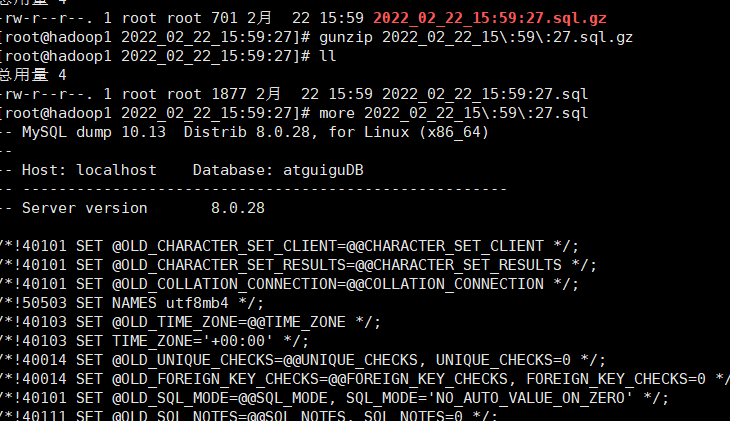 总用量 4
-rw-r--r--. 1 root root 701 2月  22 15:59 2022_02_22_15:59:27.sql.gz
[root@hadoop1 2022_02_22_15:59:27]# gunzip 2022_02_22_15\:59\:27.sql.gz
[root@hadoop1 2022_02_22_15:59:27]# ll
总用量 4
-rw-r--r--. 1 root root 1877 2月  22 15:59 2022_02_22_15:59:27.sql
[root@hadoop1 2022_02_22_15:59:27]# more 2022_02_22_15\:59\:27.sql
-- MySQL dump 10.13  Distrib 8.0.28, for Linux (x86_64)
--
-- Host: localhost    Database: atguiguDB
-- ------------------------------------------------------
-- Server version       8.0.28

/*!40101 SET @OLD_CHARACTER_SET_CLIENT=@@CHARACTER_SET_CLIENT */;
/*!40101 SET @OLD_CHARACTER_SET_RESULTS=@@CHARACTER_SET_RESULTS */;
/*!40101 SET @OLD_COLLATION_CONNECTION=@@COLLATION_CONNECTION */;
/*!50503 SET NAMES utf8mb4 */;
/*!40103 SET @OLD_TIME_ZONE=@@TIME_ZONE */;
/*!40103 SET TIME_ZONE='+00:00' */;
/*!40014 SET @OLD_UNIQUE_CHECKS=@@UNIQUE_CHECKS, UNIQUE_CHECKS=0 */;
/*!40014 SET @OLD_FOREIGN_KEY_CHECKS=@@FOREIGN_KEY_CHECKS, FOREIGN_KEY_CHECKS=0 */
/*!40101 SET @OLD_SQL_MODE=@@SQL_MODE, SQL_MODE='NO_AUTO_VALUE_ON_ZERO' */;
/*!40111 SET @OLD_SQL_NOTES=@@SQL_NOTES, SQL_NOTES=0 */;